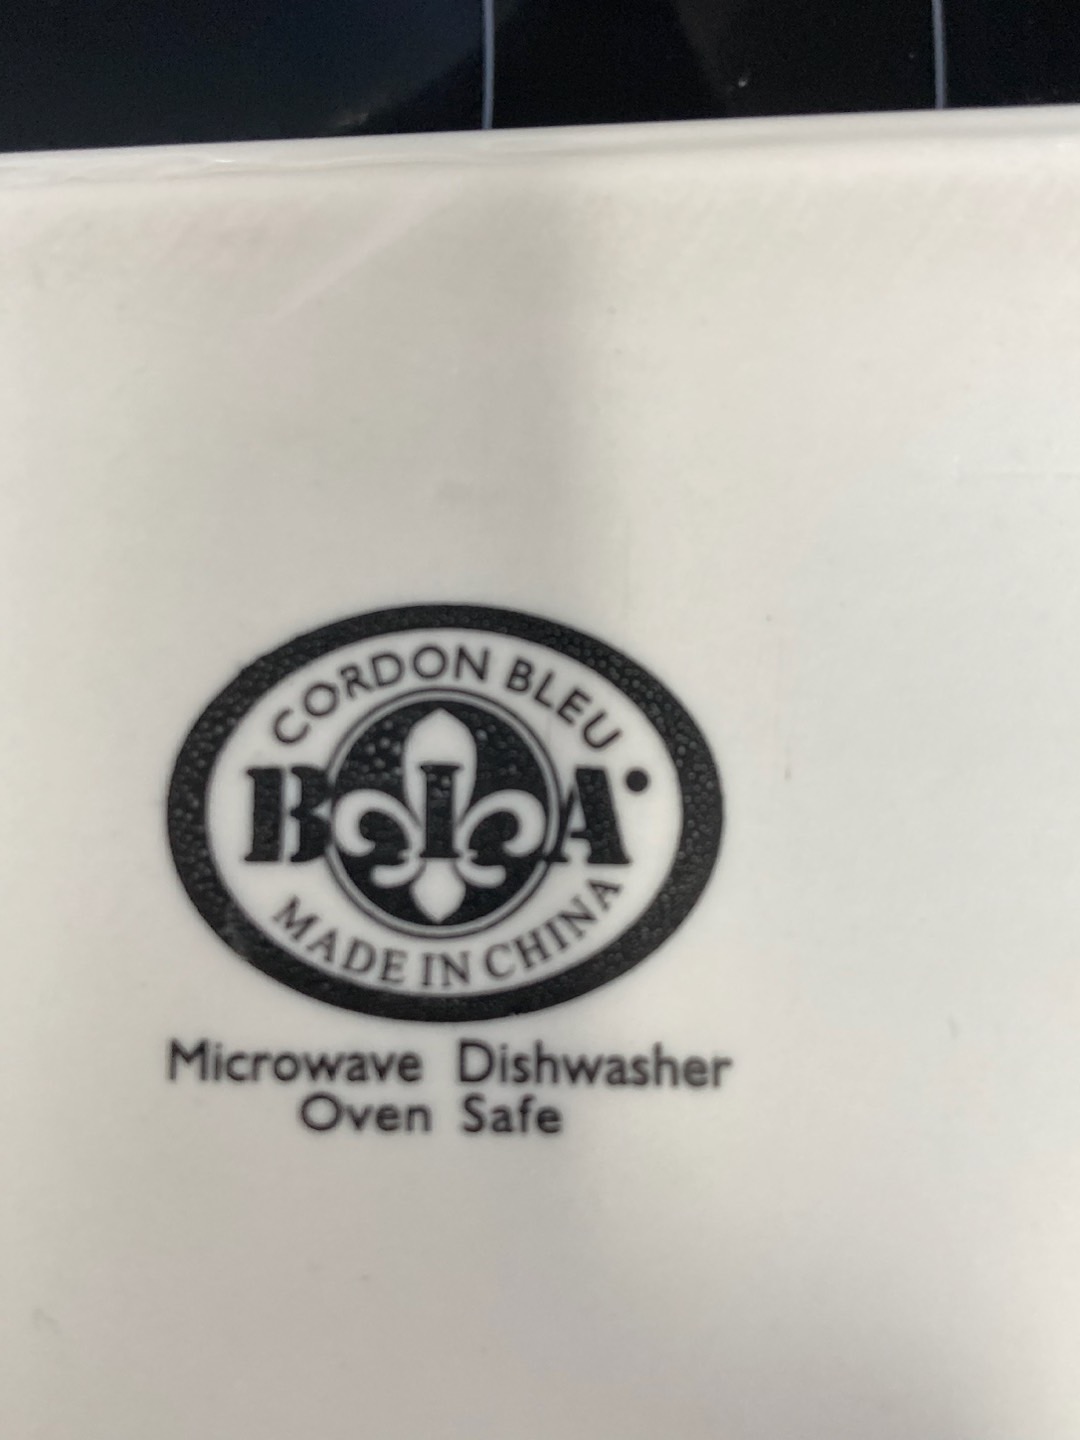 CORDON BLEU
BIA
MADE IN CHINA
Microwave Dishwasher
Oven Safe